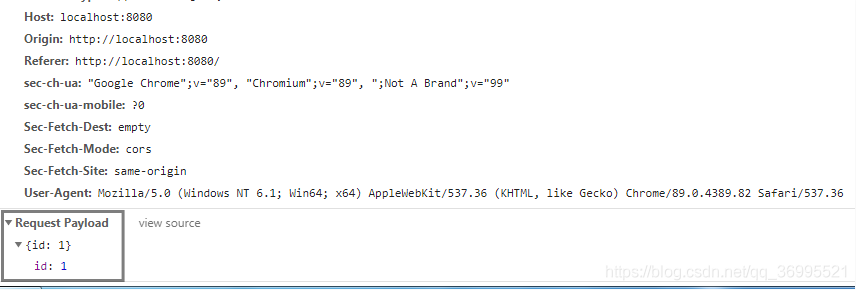 Host: localhost:8080
Origin: http://localhost:8080
Referer: http://localhost:8080/
sec-ch-ua: "Google Chrome";v="89", "Chromium";v="89", ";Not A Brand";v="99"
sec-ch-ua-mobile: ?0
Sec-Fetch-Dest: empty
Sec-Fetch-Mode: cors
Sec-Fetch-Site: same-origin
User-Agent: Mozilla/5.0 (Windows NT 6.1; Win64; x64) AppleWebKit/537.36 (KHTML, like Gecko) Chrome/89.0.4389.82 Safari/537.36
Request Payload view source
{id: 1}
id: 1
https://blog.csdn.net/qq_36995521